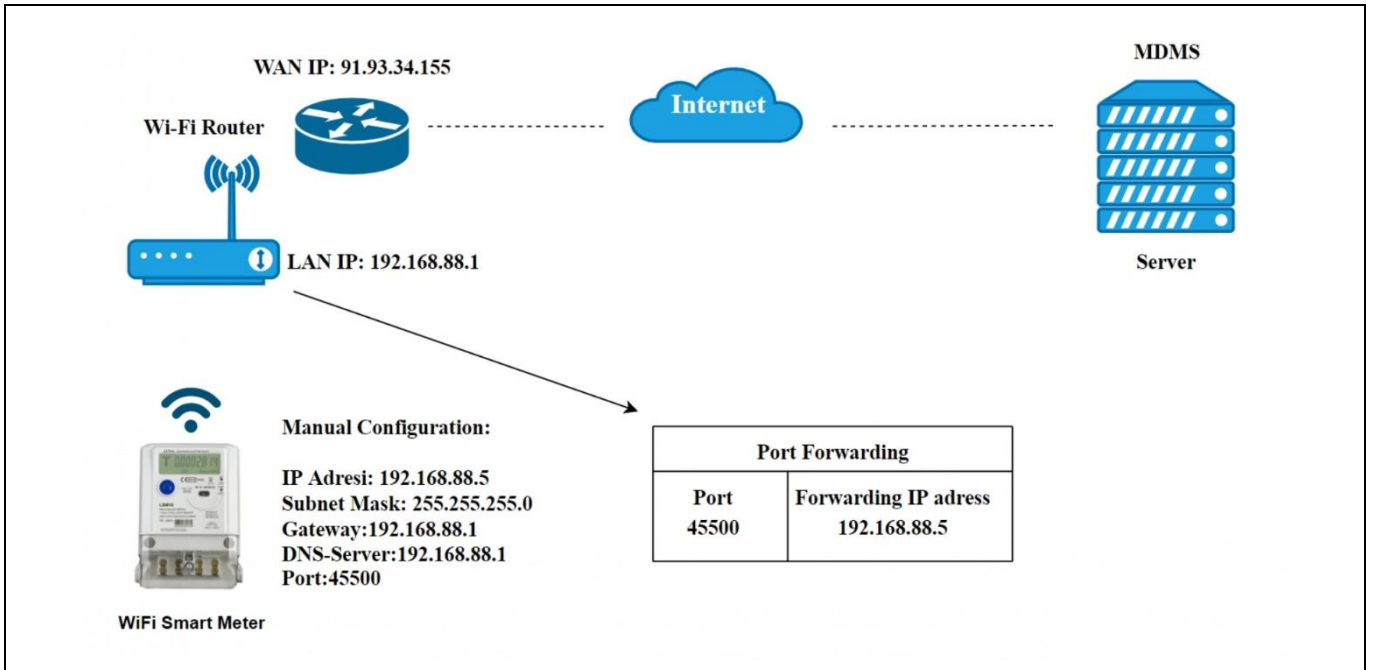 MDMS
WAN IP: 91.93.34.155
Internet
Wi-Fi Router
LAN IP: 192.168.88.1
Server
Manual Configuration:
IP Adresi: 192.168.88.5
Subnet Mask: 255.255.255.0
Gateway:192.168.88.1
DNS-Server:192.168.88.1
Port:45500
WiFi Smart Meter
Port Forwarding
Port
45500
Forwarding IP adress
192.168.88.5